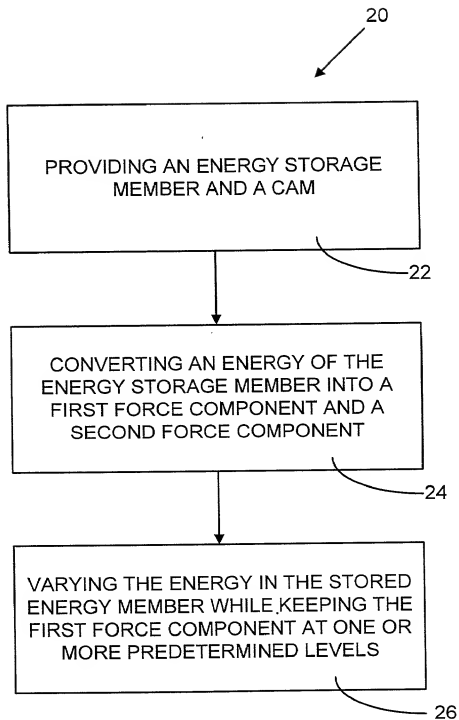 20
PROVIDING AN ENERGY STORAGE
MEMBER AND A CAM
22
CONVERTING AN ENERGY OF THE
ENERGY STORAGE MEMBER INTO A
FIRST FORCE COMPONENT AND A
SECOND FORCE COMPONENT
24
VARYING THE ENERGY IN THE STORED
ENERGY MEMBER WHILE KEEPING THE
FIRST FORCE COMPONENT AT ONE OR
MORE PREDETERMINED LEVELS
26